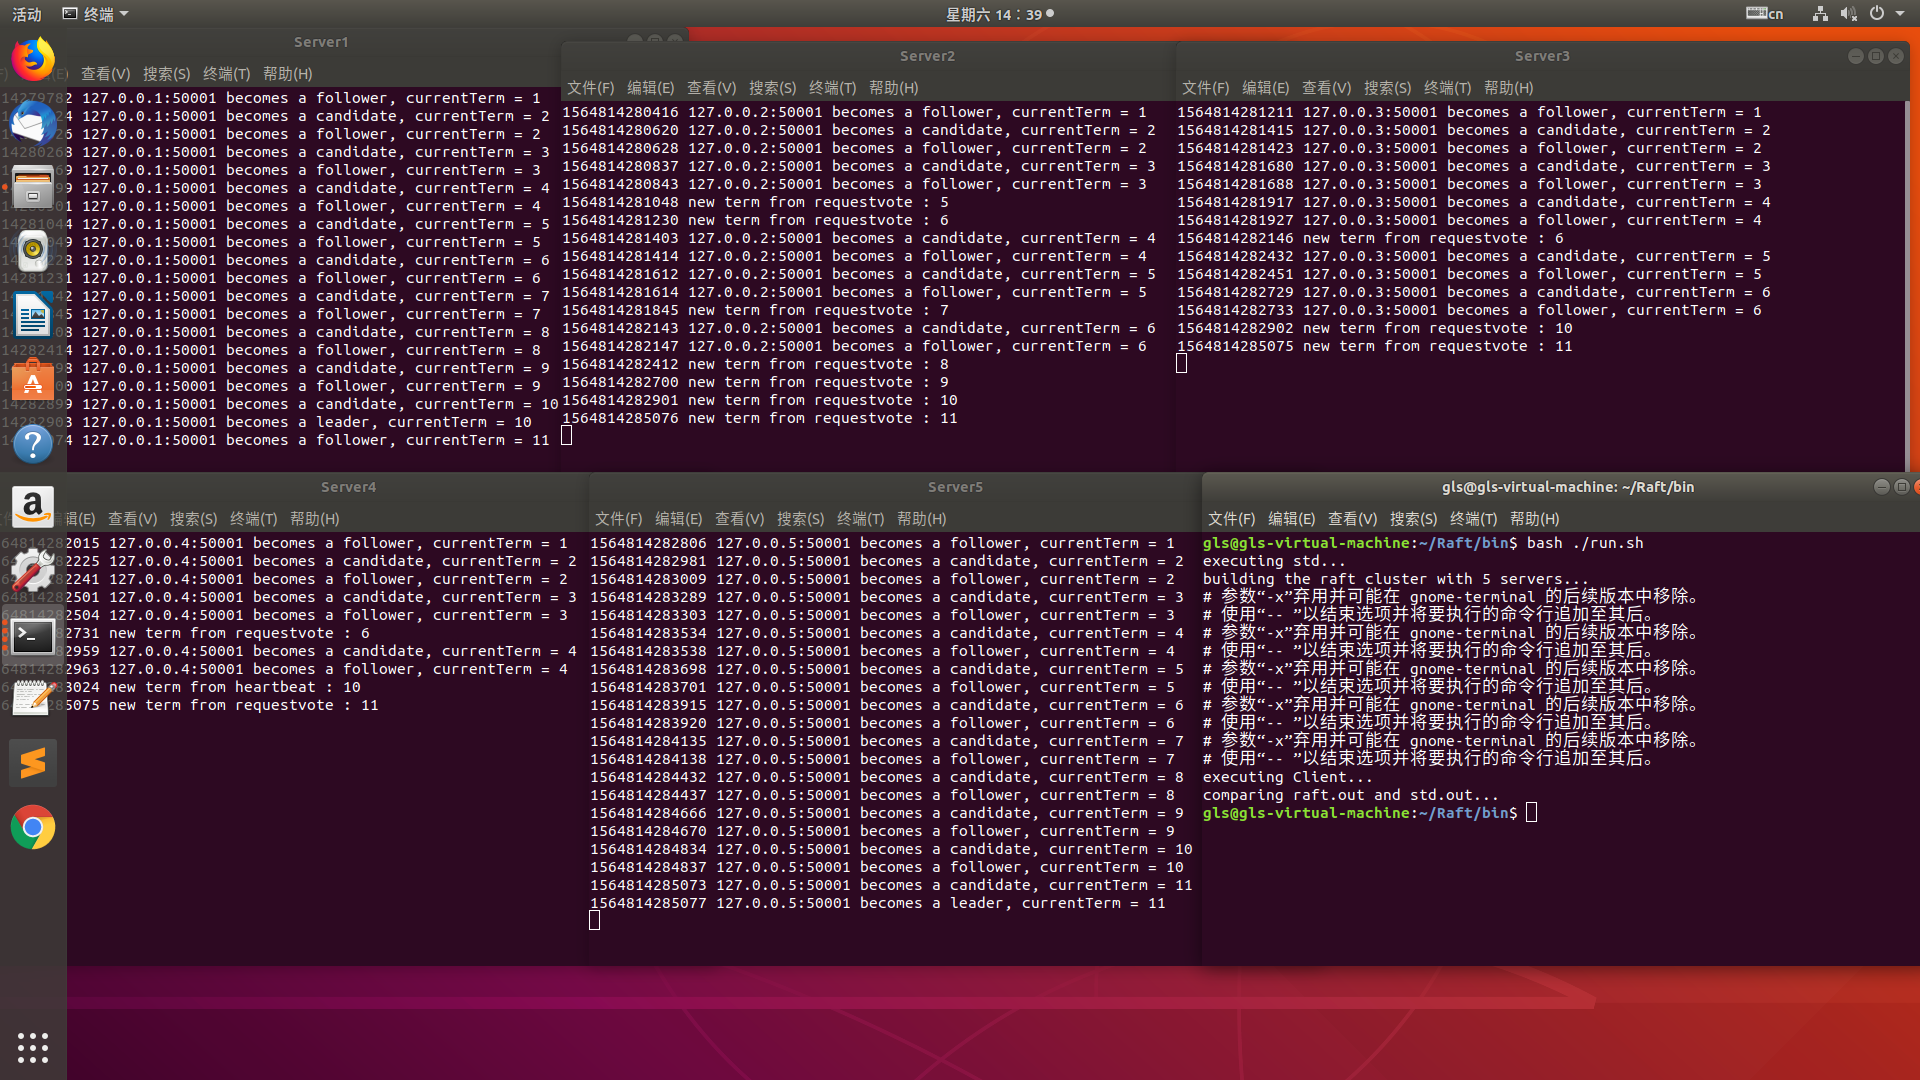 活动
终端
星期六 14：39
cn
Server1
查看(V) 搜索(S) 终端(T) 帮助(H)
127.0.0.1:50001 becomes a follower, currentTerm = 1
127.0.0.1:50001 becomes a candidate, currentTerm = 2
127.0.0.1:50001 becomes a follower, currentTerm = 2
127.0.0.1:50001 becomes a candidate, currentTerm = 3
127.0.0.1:50001 becomes a follower, currentTerm = 3
127.0.0.1:50001 becomes a candidate, currentTerm = 4
127.0.0.1:50001 becomes a follower, currentTerm = 4
127.0.0.1:50001 becomes a candidate, currentTerm = 5
127.0.0.1:50001 becomes a follower, currentTerm = 5
127.0.0.1:50001 becomes a candidate, currentTerm = 6
127.0.0.1:50001 becomes a follower, currentTerm = 6
127.0.0.1:50001 becomes a candidate, currentTerm = 7
127.0.0.1:50001 becomes a follower, currentTerm = 7
127.0.0.1:50001 becomes a candidate, currentTerm = 8
127.0.0.1:50001 becomes a follower, currentTerm = 8
127.0.0.1:50001 becomes a candidate, currentTerm = 9
127.0.0.1:50001 becomes a follower, currentTerm = 9
127.0.0.1:50001 becomes a candidate, currentTerm = 10
127.0.0.1:50001 becomes a leader, currentTerm = 10
127.0.0.1:50001 becomes a follower, currentTerm = 11
Server2
文件(F) 编辑(E) 查看(V) 搜索(S) 终端(T) 帮助(H)
1564814280416 127.0.0.2:50001 becomes a follower, currentTerm = 1
1564814280620 127.0.0.2:50001 becomes a candidate, currentTerm = 2
1564814280628 127.0.0.2:50001 becomes a follower, currentTerm = 2
1564814280837 127.0.0.2:50001 becomes a candidate, currentTerm = 3
1564814280843 127.0.0.2:50001 becomes a follower, currentTerm = 3
1564814281048 new term from requestvote : 5
1564814281230 new term from requestvote : 6
1564814281403 127.0.0.2:50001 becomes a candidate, currentTerm = 4
1564814281414 127.0.0.2:50001 becomes a follower, currentTerm = 4
1564814281612 127.0.0.2:50001 becomes a candidate, currentTerm = 5
1564814281614 127.0.0.2:50001 becomes a follower, currentTerm = 5
1564814281845 new term from requestvote : 7
1564814282143 127.0.0.2:50001 becomes a candidate, currentTerm = 6
1564814282147 127.0.0.2:50001 becomes a follower, currentTerm = 6
1564814282412 new term from requestvote : 8
1564814282700 new term from requestvote : 9
1564814282901 new term from requestvote : 10
1564814285076 new term from requestvote : 11
Server3
文件(F) 编辑(E) 查看(V) 搜索(S) 终端(T) 帮助(H)
1564814281211 127.0.0.3:50001 becomes a follower, currentTerm = 1
1564814281415 127.0.0.3:50001 becomes a candidate, currentTerm = 2
1564814281423 127.0.0.3:50001 becomes a follower, currentTerm = 2
1564814281680 127.0.0.3:50001 becomes a candidate, currentTerm = 3
1564814281688 127.0.0.3:50001 becomes a follower, currentTerm = 3
1564814281917 127.0.0.3:50001 becomes a candidate, currentTerm = 4
1564814281927 127.0.0.3:50001 becomes a follower, currentTerm = 4
1564814282146 new term from requestvote : 6
1564814282432 127.0.0.3:50001 becomes a candidate, currentTerm = 5
1564814282451 127.0.0.3:50001 becomes a follower, currentTerm = 5
1564814282729 127.0.0.3:50001 becomes a candidate, currentTerm = 6
1564814282733 127.0.0.3:50001 becomes a follower, currentTerm = 6
1564814282902 new term from requestvote : 10
1564814285075 new term from requestvote : 11
Server4
辑(E) 查看(V) 搜索(S) 终端(T) 帮助(H)
2015 127.0.0.4:50001 becomes a follower, currentTerm = 1
2225 127.0.0.4:50001 becomes a candidate, currentTerm = 2
2241 127.0.0.4:50001 becomes a follower, currentTerm = 2
2501 127.0.0.4:50001 becomes a candidate, currentTerm = 3
2504 127.0.0.4:50001 becomes a follower, currentTerm = 3
2731 new term from requestvote : 6
2959 127.0.0.4:50001 becomes a candidate, currentTerm = 4
2963 127.0.0.4:50001 becomes a follower, currentTerm = 4
3024 new term from heartbeat : 10
5075 new term from requestvote : 11
Server5
文件(F) 编辑(E) 查看(V) 搜索(S) 终端(T) 帮助(H)
1564814282806 127.0.0.5:50001 becomes a follower, currentTerm = 1
1564814282981 127.0.0.5:50001 becomes a candidate, currentTerm = 2
1564814283009 127.0.0.5:50001 becomes a follower, currentTerm = 2
1564814283289 127.0.0.5:50001 becomes a candidate, currentTerm = 3
1564814283303 127.0.0.5:50001 becomes a follower, currentTerm = 3
1564814283534 127.0.0.5:50001 becomes a candidate, currentTerm = 4
1564814283538 127.0.0.5:50001 becomes a follower, currentTerm = 4
1564814283698 127.0.0.5:50001 becomes a candidate, currentTerm = 5
1564814283701 127.0.0.5:50001 becomes a follower, currentTerm = 5
1564814283915 127.0.0.5:50001 becomes a candidate, currentTerm = 6
1564814283920 127.0.0.5:50001 becomes a follower, currentTerm = 6
1564814284135 127.0.0.5:50001 becomes a candidate, currentTerm = 7
1564814284138 127.0.0.5:50001 becomes a follower, currentTerm = 7
1564814284432 127.0.0.5:50001 becomes a candidate, currentTerm = 8
1564814284437 127.0.0.5:50001 becomes a follower, currentTerm = 8
1564814284666 127.0.0.5:50001 becomes a candidate, currentTerm = 9
1564814284670 127.0.0.5:50001 becomes a follower, currentTerm = 9
1564814284834 127.0.0.5:50001 becomes a candidate, currentTerm = 10
1564814284837 127.0.0.5:50001 becomes a follower, currentTerm = 10
1564814285073 127.0.0.5:50001 becomes a candidate, currentTerm = 11
1564814285077 127.0.0.5:50001 becomes a leader, currentTerm = 11
gls@gls-virtual-machine: ~/Raft/bin
文件(F) 编辑(E) 查看(V) 搜索(S) 终端(T) 帮助(H)
gls@gls-virtual-machine:~/Raft/bin$ bash ./run.sh
executing std...
building the raft cluster with 5 servers...
# 参数“-x”弃用并可能在 gnome-terminal 的后续版本中移除。
# 使用“-- ”以结束选项并将要执行的命令行追加至其后。
# 参数“-x”弃用并可能在 gnome-terminal 的后续版本中移除。
# 使用“-- ”以结束选项并将要执行的命令行追加至其后。
# 参数“-x”弃用并可能在 gnome-terminal 的后续版本中移除。
# 使用“-- ”以结束选项并将要执行的命令行追加至其后。
# 参数“-x”弃用并可能在 gnome-terminal 的后续版本中移除。
# 使用“-- ”以结束选项并将要执行的命令行追加至其后。
# 参数“-x”弃用并可能在 gnome-terminal 的后续版本中移除。
# 使用“-- ”以结束选项并将要执行的命令行追加至其后。
executing Client...
comparing raft.out and std.out...
gls@gls-virtual-machine:~/Raft/bin$